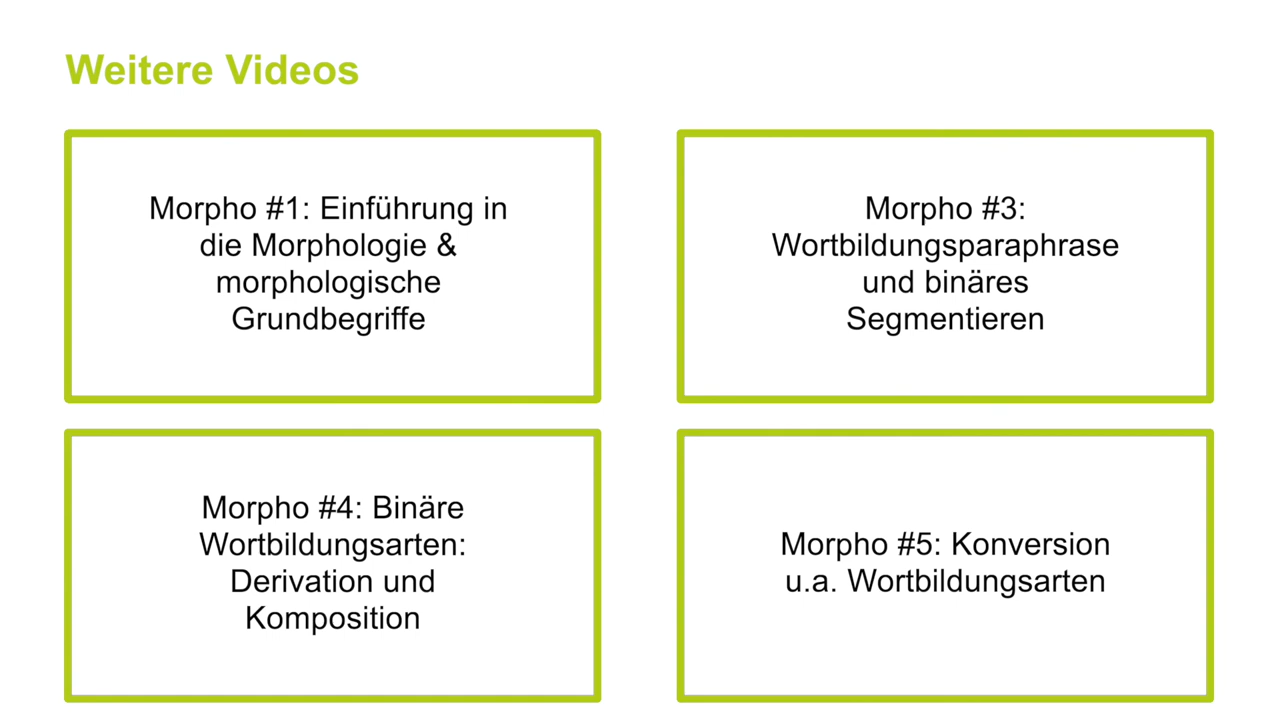 Weitere Videos
Morpho #1: Einführung in
die Morphologie &
morphologische
Grundbegriffe
Morpho #3:
Wortbildungsparaphrase
und binäres
Segmentieren
Morpho #4: Binäre
Wortbildungsarten:
Derivation und
Komposition
Morpho #5: Konversion
u.a. Wortbildungsarten